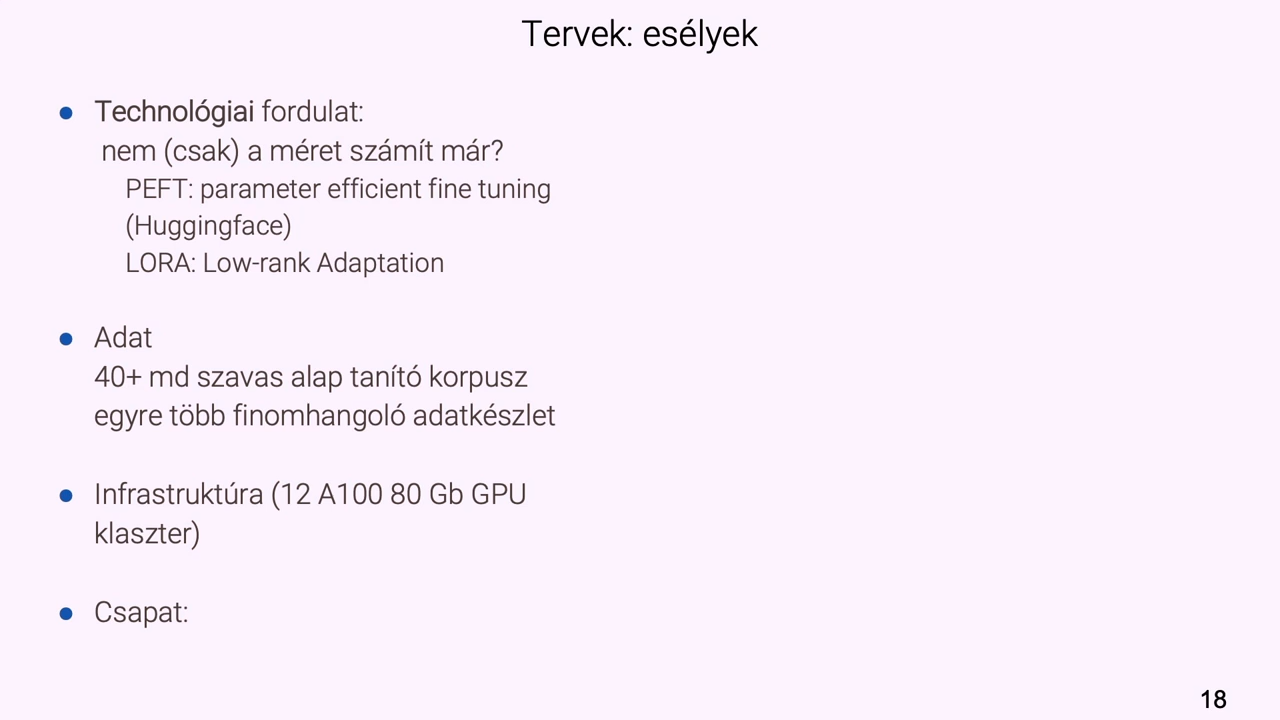 Tervek: esélyek
● Technológiai fordulat:
nem (csak) a méret számít már?
PEFT: parameter efficient fine tuning
(Huggingface)
LORA: Low-rank Adaptation
● Adat
40+ md szavas alap tanító korpusz
egyre több finomhangoló adatkészlet
● Infrastruktúra (12 A100 80 Gb GPU
klaszter)
● Csapat:
18